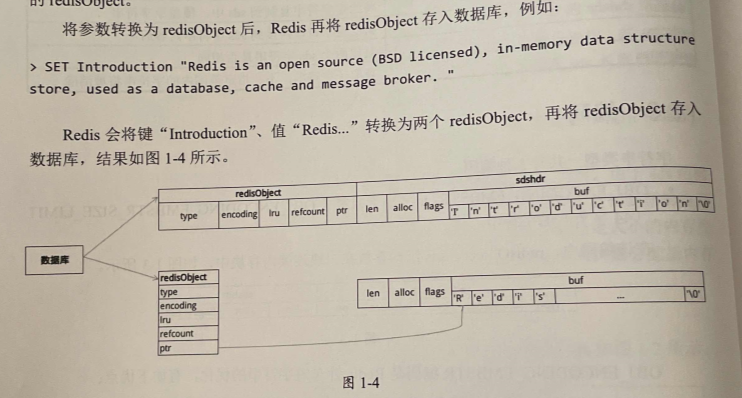 的 redisObject。
将参数转换为 redisObject 后，Redis 再将 redisObject 存入数据库，例如：
> SET Introduction "Redis is an open source (BSD licensed), in-memory data structure
store, used as a database, cache and message broker. "
Redis 会将键“Introduction”、值“Redis...”转换为两个 redisObject，再将 redisObject 存入
数据库，结果如图 1-4 所示。
redisObject sdshdr
type encoding lru refcount ptr len alloc flags buf
'I' 'n' 't' 'r' 'o' 'd' 'u' 'c' 't' 'i' 'o' 'n' '\0'
数据库
redisObject
type
encoding
lru
refcount
ptr
len alloc flags buf
'R' 'e' 'd' 'i' 's' ... '\0'
图 1-4